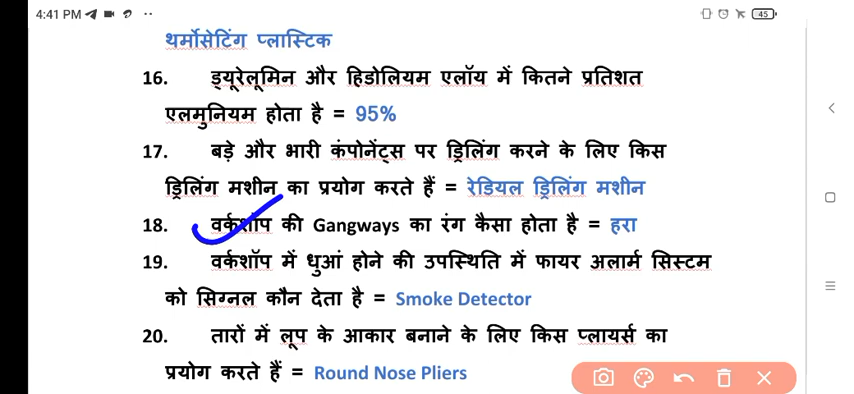 4:41 PM
45
थर्मोसेटिंग प्लास्टिक
16. ड्यूरेलूमिन और हिडोलियम एलॉय में कितने प्रतिशत
एलमुनियम होता है = 95%
17. बड़े और भारी कंपोनेंट्स पर ड्रिलिंग करने के लिए किस
ड्रिलिंग मशीन का प्रयोग करते हैं = रेडियल ड्रिलिंग मशीन
18. वर्कशॉप की Gangways का रंग कैसा होता है = हरा
19. वर्कशॉप में धुआं होने की उपस्थिति में फायर अलार्म सिस्टम
को सिग्नल कौन देता है = Smoke Detector
20. तारों में लूप के आकार बनाने के लिए किस प्लायर्स का
प्रयोग करते हैं = Round Nose Pliers